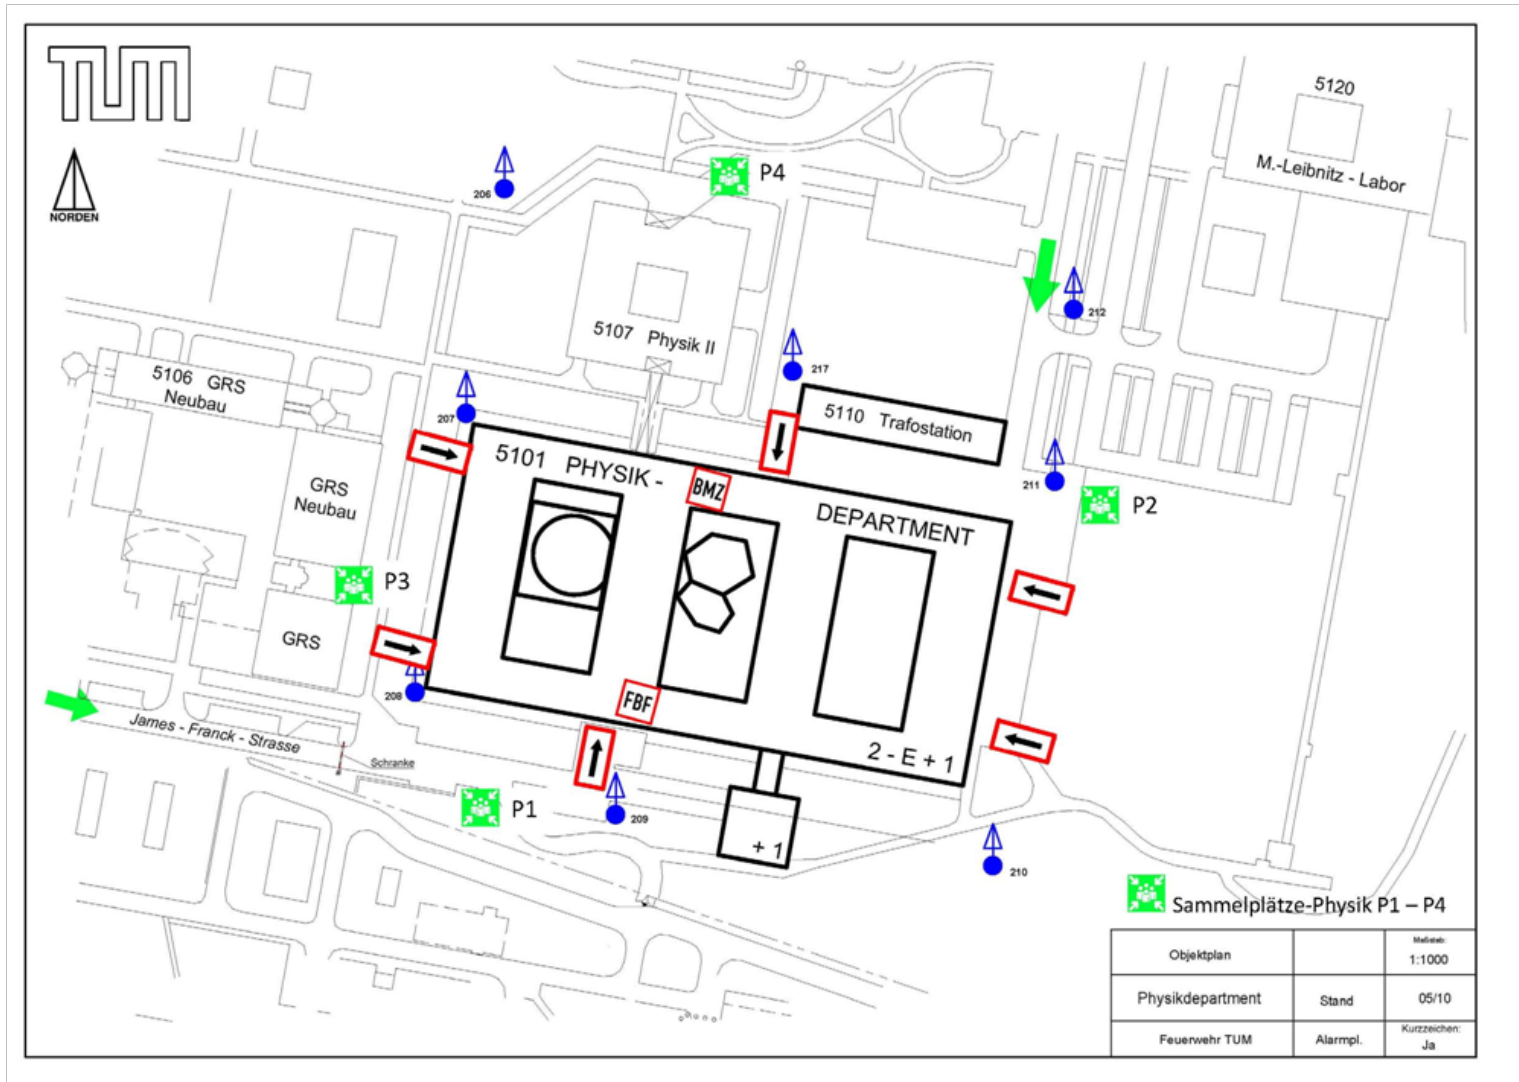 TUM
NORDEN
5120
M.-Leibnitz - Labor
206
P4
212
5107 Physik II
217
5106 GRS
Neubau
207
5110 Trafostation
5101 PHYSIK -
BMZ
DEPARTMENT
211
P2
GRS
Neubau
P3
GRS
208
FBF
2 - E + 1
James - Franck - Strasse
Schranke
P1
209
+ 1
210
Sammelplätze-Physik P1 – P4
Objektplan
Maßstab:
1:1000
Physikdepartment
Stand
05/10
Feuerwehr TUM
Alarmpl.
Kurzzeichen:
Ja